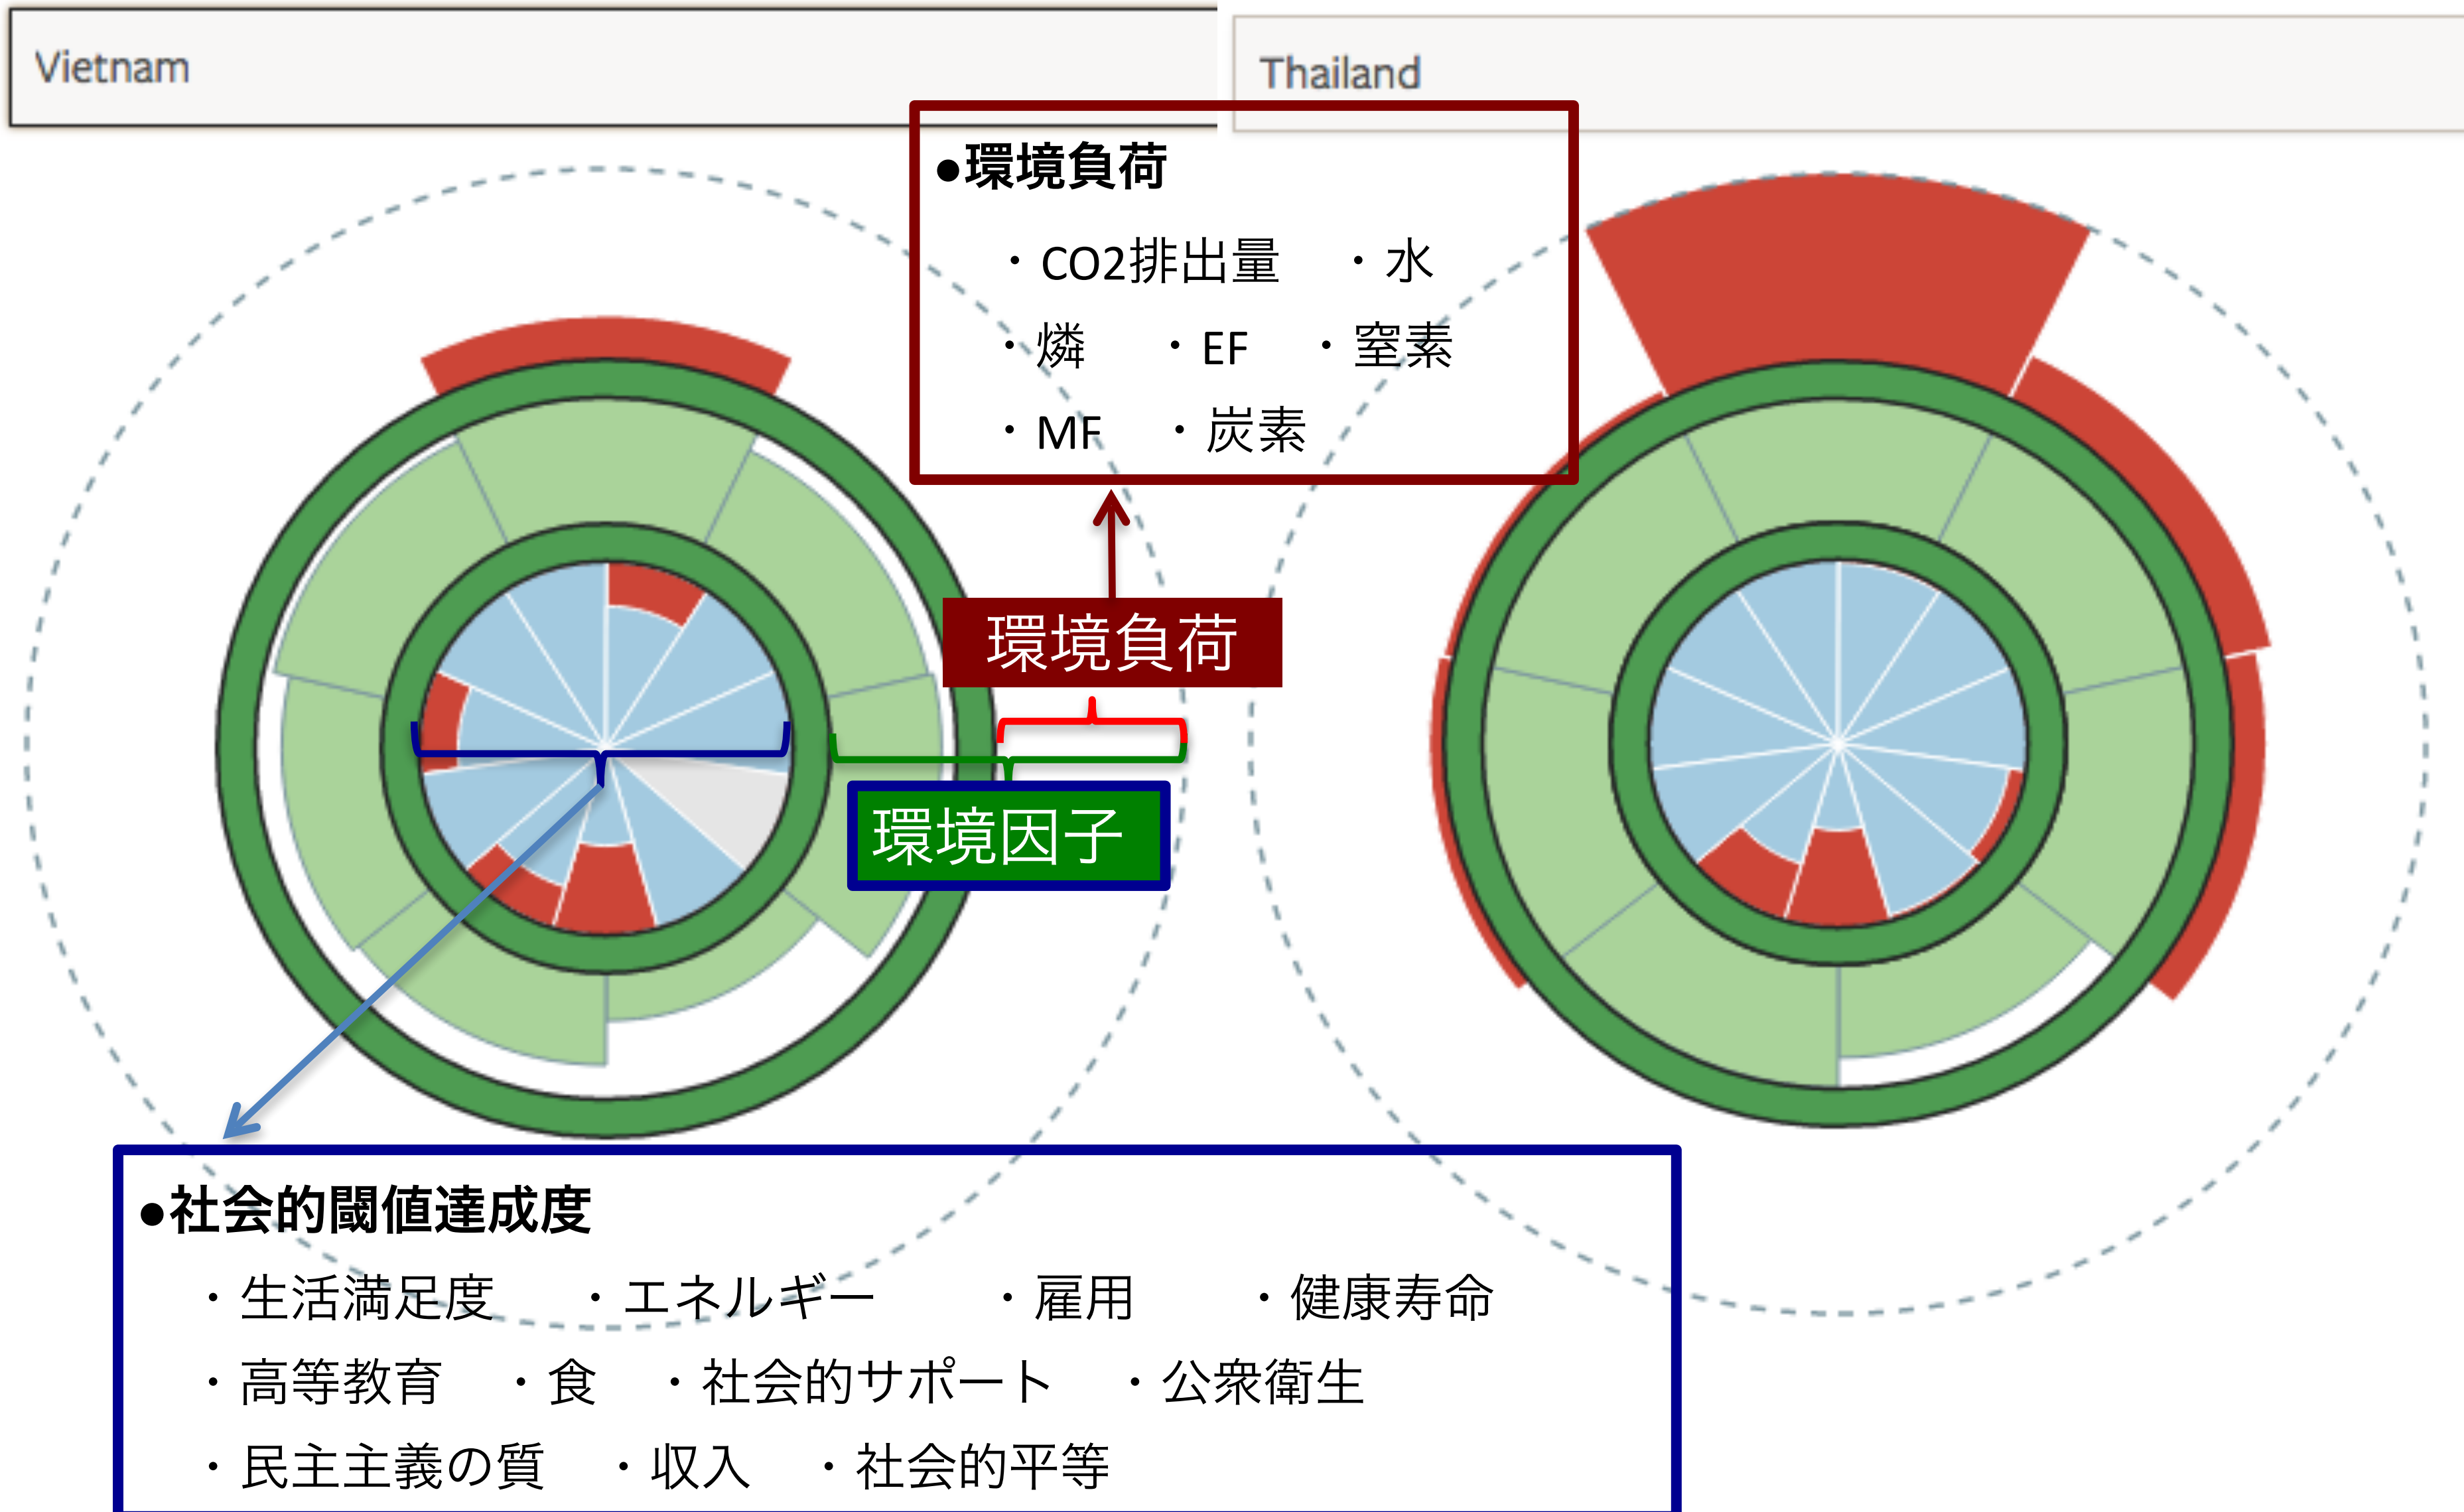 Vietnam
Thailand
●環境負荷
・CO2排出量 ・水
・燐 ・EF ・窒素
・MF ・炭素
環境負荷
環境因子
●社会的閾値達成度
・生活満足度 ・エネルギー ・雇用 ・健康寿命
・高等教育 ・食 ・社会的サポート ・公衆衛生
・民主主義の質 ・収入 ・社会的平等